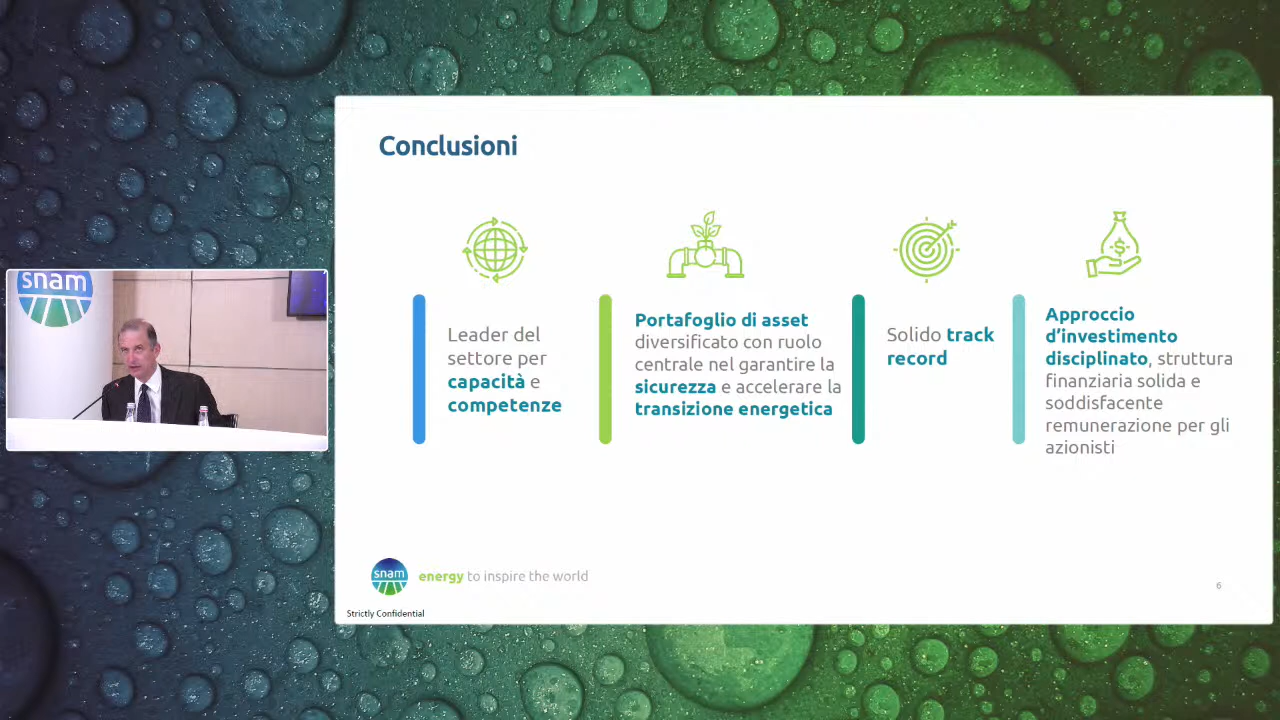 Conclusioni
Leader del
settore per
capacità e
competenze
Portafoglio di asset
diversificato con ruolo
centrale nel garantire la
sicurezza e accelerare la
transizione energetica
Solido track
record
Approccio
d'investimento
disciplinato, struttura
finanziaria solida e
soddisfacente
remunerazione per gli
azionisti
snam
snam
energy to inspire the world
6
Strictly Confidential